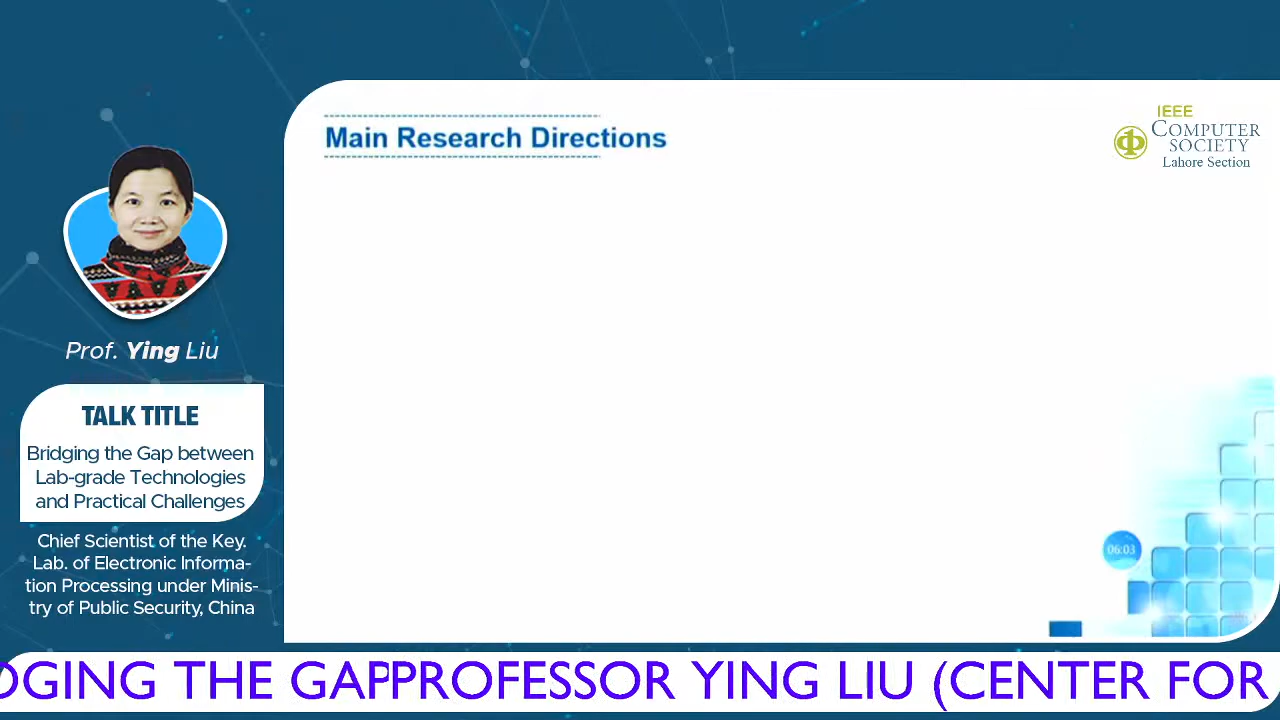 Main Research Directions
IEEE
COMPUTER
SOCIETY
Lahore Section
Prof. Ying Liu
TALK TITLE
Bridging the Gap between
Lab-grade Technologies
and Practical Challenges
Chief Scientist of the Key.
Lab. of Electronic Informa-
tion Processing under Minis-
try of Public Security, China
06:03
DGING THE GAPPROFESSOR YING LIU (CENTER FOR